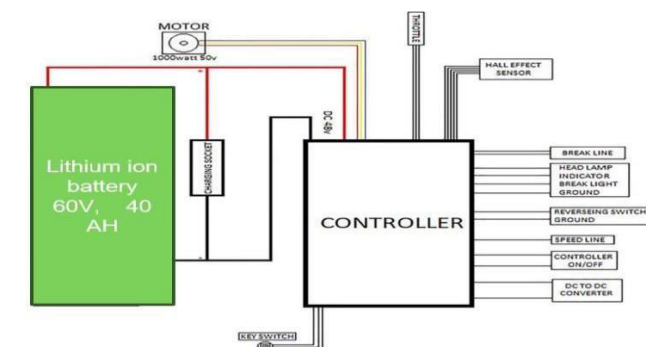 MOTOR
1000watt 50v
THROTTLE
HALL EFFECT
SENSOR
DC 48v
Lithium ion
battery
60V, 40
AH
CHARGING SOCKET
CONTROLLER
BREAK LINE
HEAD LAMP
INDICATOR
BREAK LIGHT
GROUND
REVERSEING SWITCH
GROUND
SPEED LINE
CONTROLLER
ON/OFF
DC TO DC
CONVERTER
KEY SWITCH